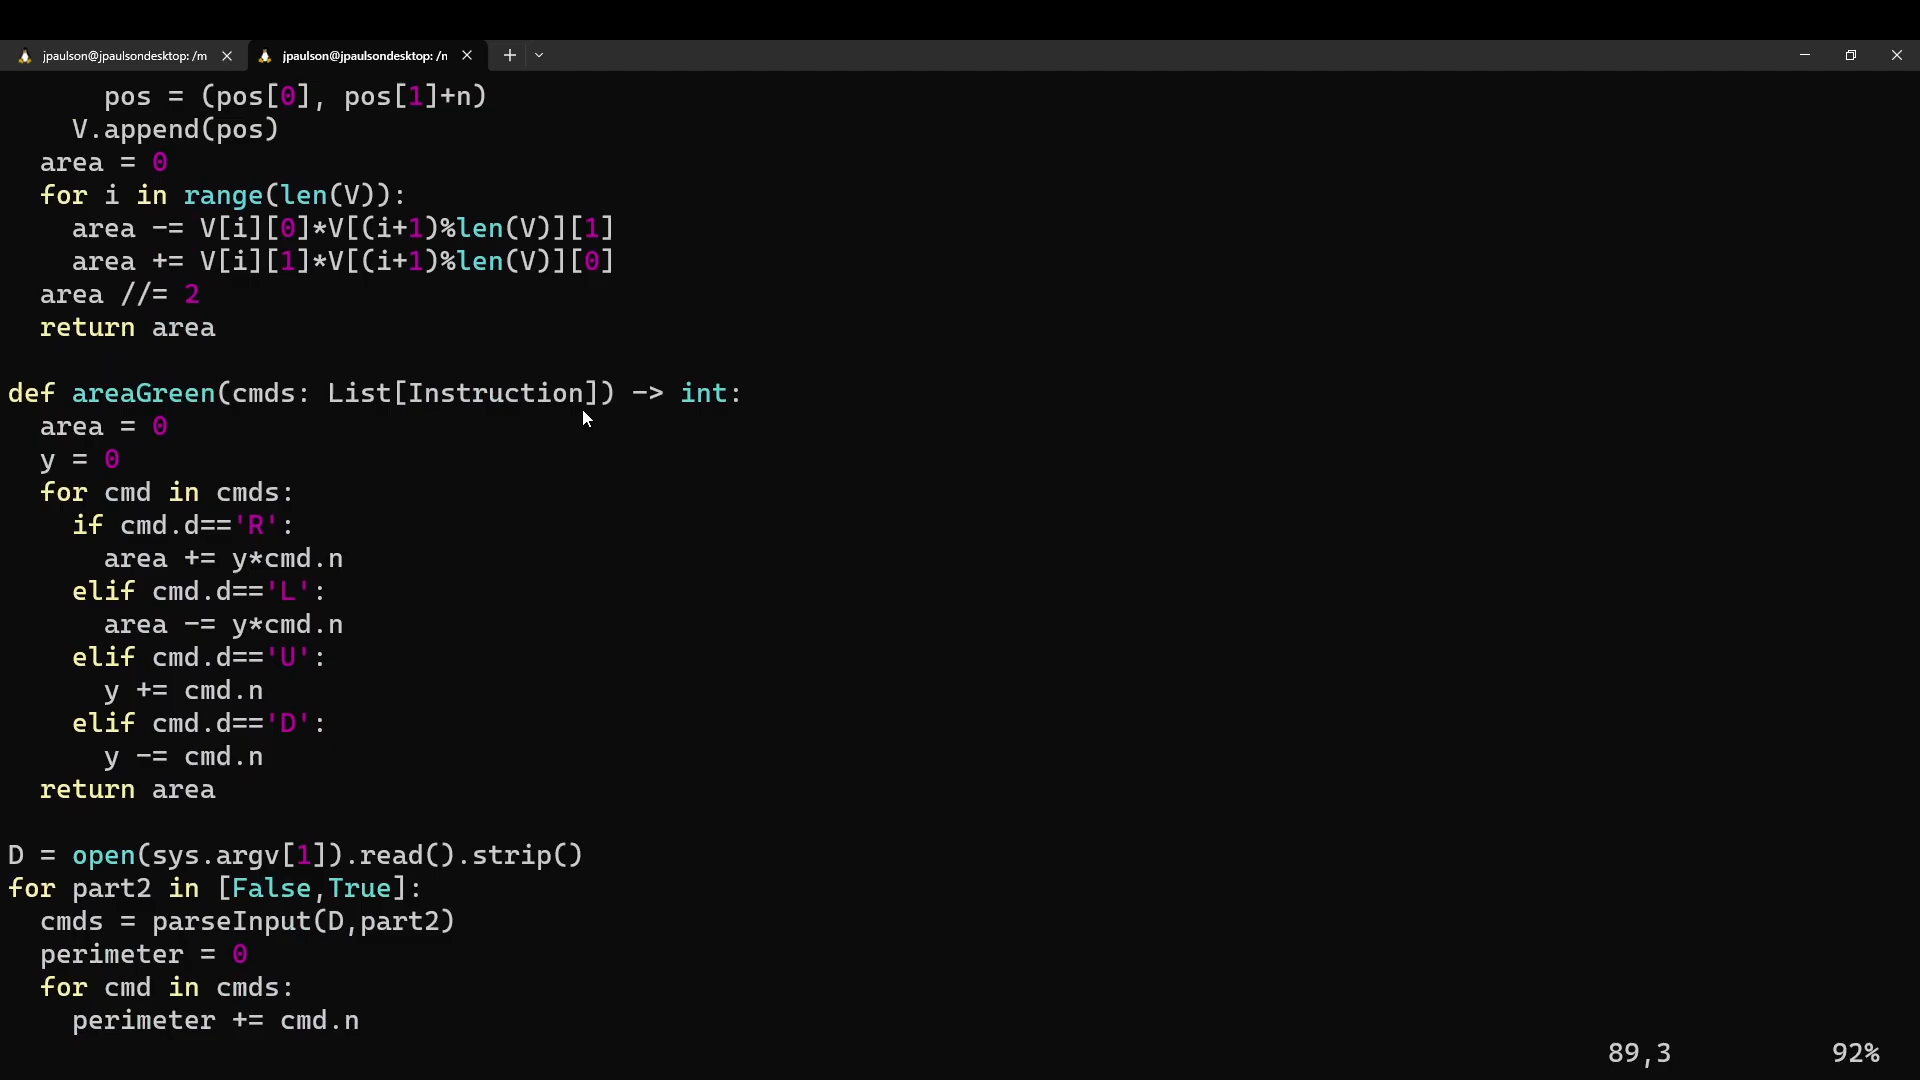 jpaulson@jpaulsondesktop: /m
jpaulson@jpaulsondesktop: /n
      pos = (pos[0], pos[1]+n)
    V.append(pos)
  area = 0
  for i in range(len(V)):
    area -= V[i][0]*V[(i+1)%len(V)][1]
    area += V[i][1]*V[(i+1)%len(V)][0]
  area //= 2
  return area

def areaGreen(cmds: List[Instruction]) -> int:
  area = 0
  y = 0
  for cmd in cmds:
    if cmd.d=='R':
      area += y*cmd.n
    elif cmd.d=='L':
      area -= y*cmd.n
    elif cmd.d=='U':
      y += cmd.n
    elif cmd.d=='D':
      y -= cmd.n
  return area

D = open(sys.argv[1]).read().strip()
for part2 in [False,True]:
  cmds = parseInput(D,part2)
  perimeter = 0
  for cmd in cmds:
    perimeter += cmd.n
89,3 92%